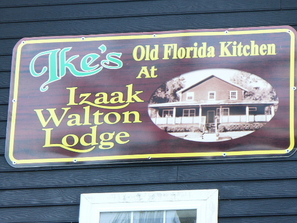 Ike's Old Florida Kitchen
At
Izaak
Walton
Lodge